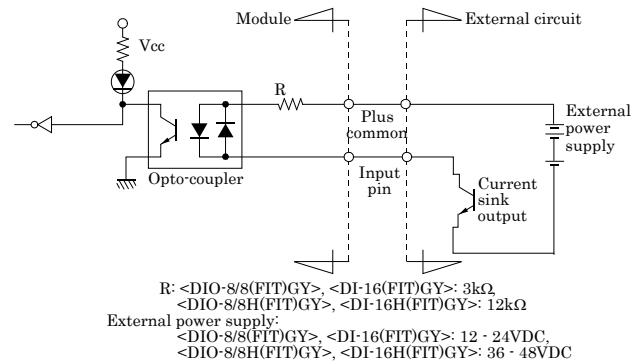 Module
External circuit
Vcc
R
Plus
common
External
power
supply
Input
pin
Opto-coupler
Current
sink
output
R: <DIO-8/8(FIT)GY>, <DI-16(FIT)GY>: 3kΩ,
<DIO-8/8H(FIT)GY>, <DI-16H(FIT)GY>: 12kΩ
External power supply:
<DIO-8/8(FIT)GY>, <DI-16(FIT)GY>: 12 - 24VDC,
<DIO-8/8H(FIT)GY>, <DI-16H(FIT)GY>: 36 - 48VDC